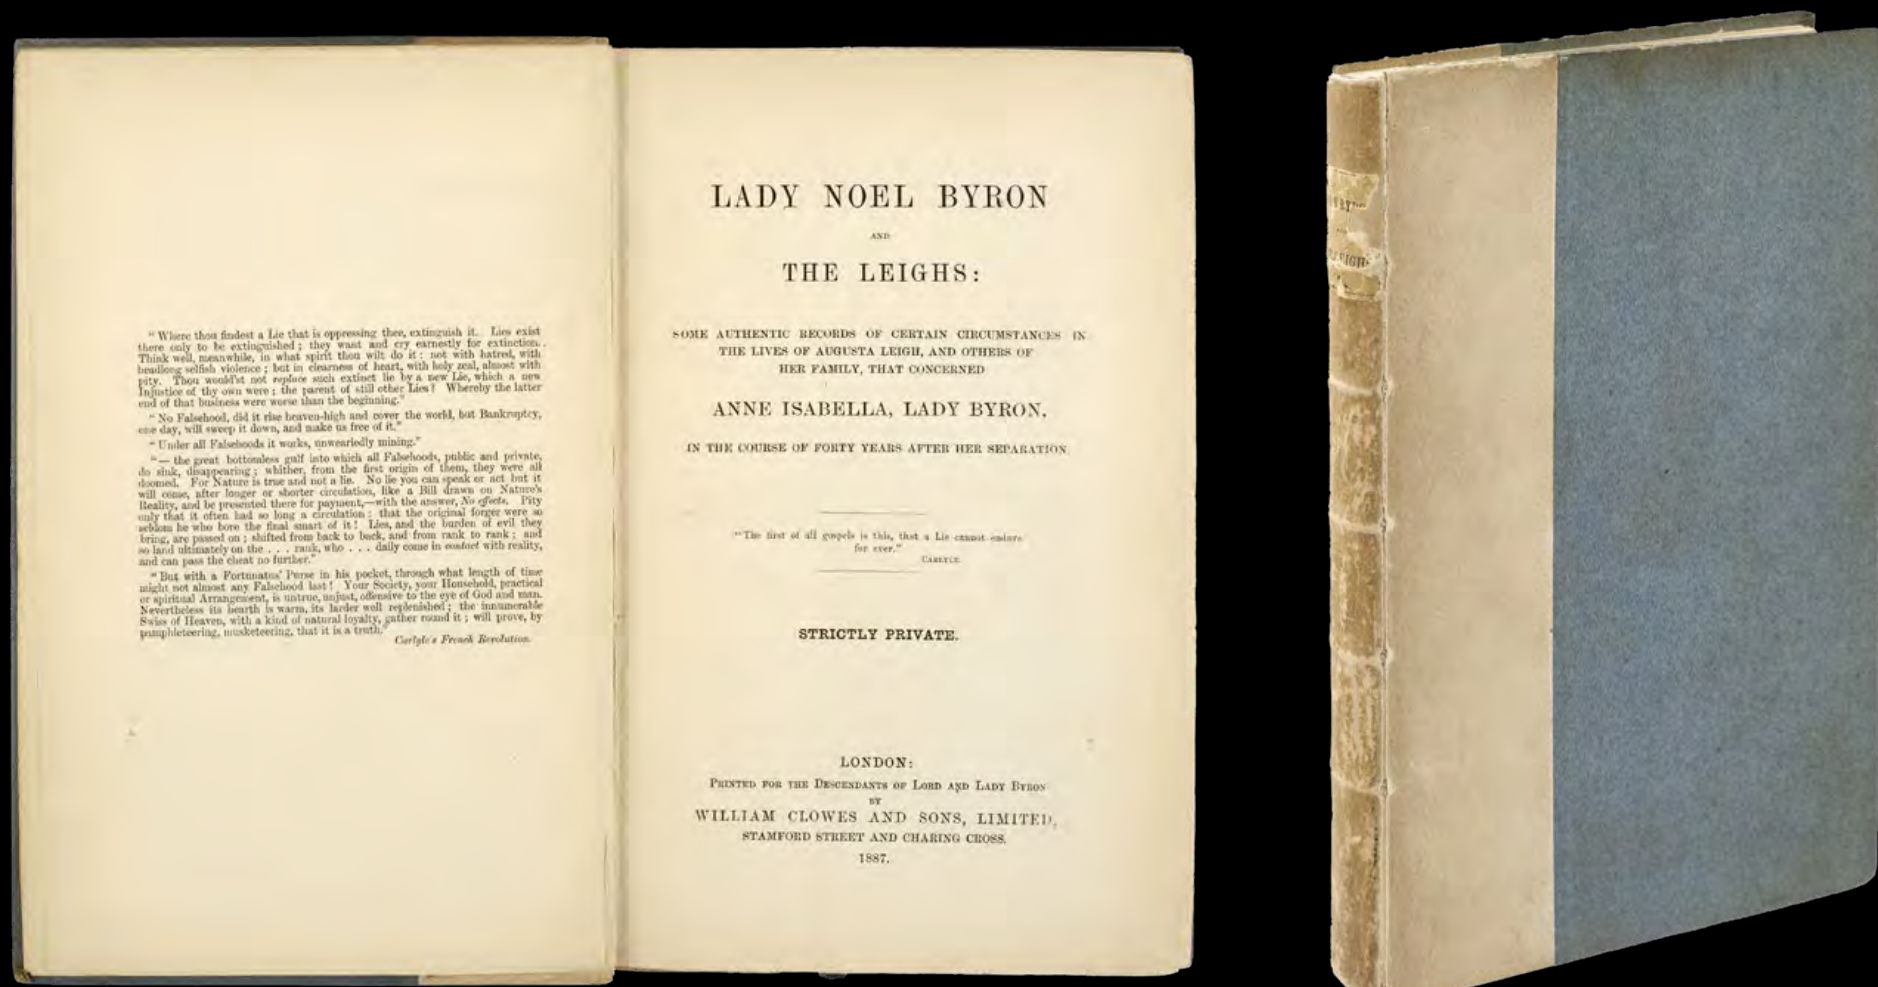 "Where thou findest a Lie that is oppressing thee, extinguish it. Lies exist
there only to be extinguished; they want and cry earnestly for extinction.
Think well, meanwhile, in what spirit thou wilt do it: not with hatred, with
headlong selfish violence; but in clearness of heart, with holy zeal, almost with
pity. Thou would'st not replace such extinct lie by a new Lie, which a new
Injustice of thy own were; the parent of still other Lies? Whereby the latter
end of that business were worse than the beginning."
"No Falsehood, did it rise heaven-high and cover the world, but Bankruptcy,
one day, will sweep it down, and make us free of it."
"Under all Falsehoods it works, unweariedly mining."
"— the great bottomless gulf into which all Falsehoods, public and private,
do sink, disappearing; whither, from the first origin of them, they were all
doomed. For Nature is true and not a lie. No lie you can speak or act but it
will come, after longer or shorter circulation, like a Bill drawn on Nature's
Reality, and be presented there for payment,—with the answer, No effects. Pity
only that it often had so long a circulation: that the original forger were so
seldom he who bore the final smart of it! Lies, and the burden of evil they
bring, are passed on; shifted from back to back, and from rank to rank; and
so land ultimately on the . . . rank, who . . . daily come in contact with reality,
and can pass the cheat no further."
"But with a Fortunatus' Purse in his pocket, through what length of time
might not almost any Falsehood last! Your Society, your Household, practical
or spiritual Arrangement, is untrue, unjust, offensive to the eye of God and man.
Nevertheless its hearth is warm, its larder well replenished; the innumerable
Swiss of Heaven, with a kind of natural loyalty, gather round it; will prove, by
pamphleteering, musketeering, that it is a truth."
Carlyle's French Revolution.
LADY NOEL BYRON
AND
THE LEIGHS:
SOME AUTHENTIC RECORDS OF CERTAIN CIRCUMSTANCES IN
THE LIVES OF AUGUSTA LEIGH, AND OTHERS OF
HER FAMILY, THAT CONCERNED
ANNE ISABELLA, LADY BYRON,
IN THE COURSE OF FORTY YEARS AFTER HER SEPARATION
"The first of all gospels is this, that a Lie cannot endure
for ever."
CARLYLE.
STRICTLY PRIVATE.
LONDON:
PRINTED FOR THE DESCENDANTS OF LORD AND LADY BYRON
BY
WILLIAM CLOWES AND SONS, LIMITED,
STAMFORD STREET AND CHARING CROSS.
1887.